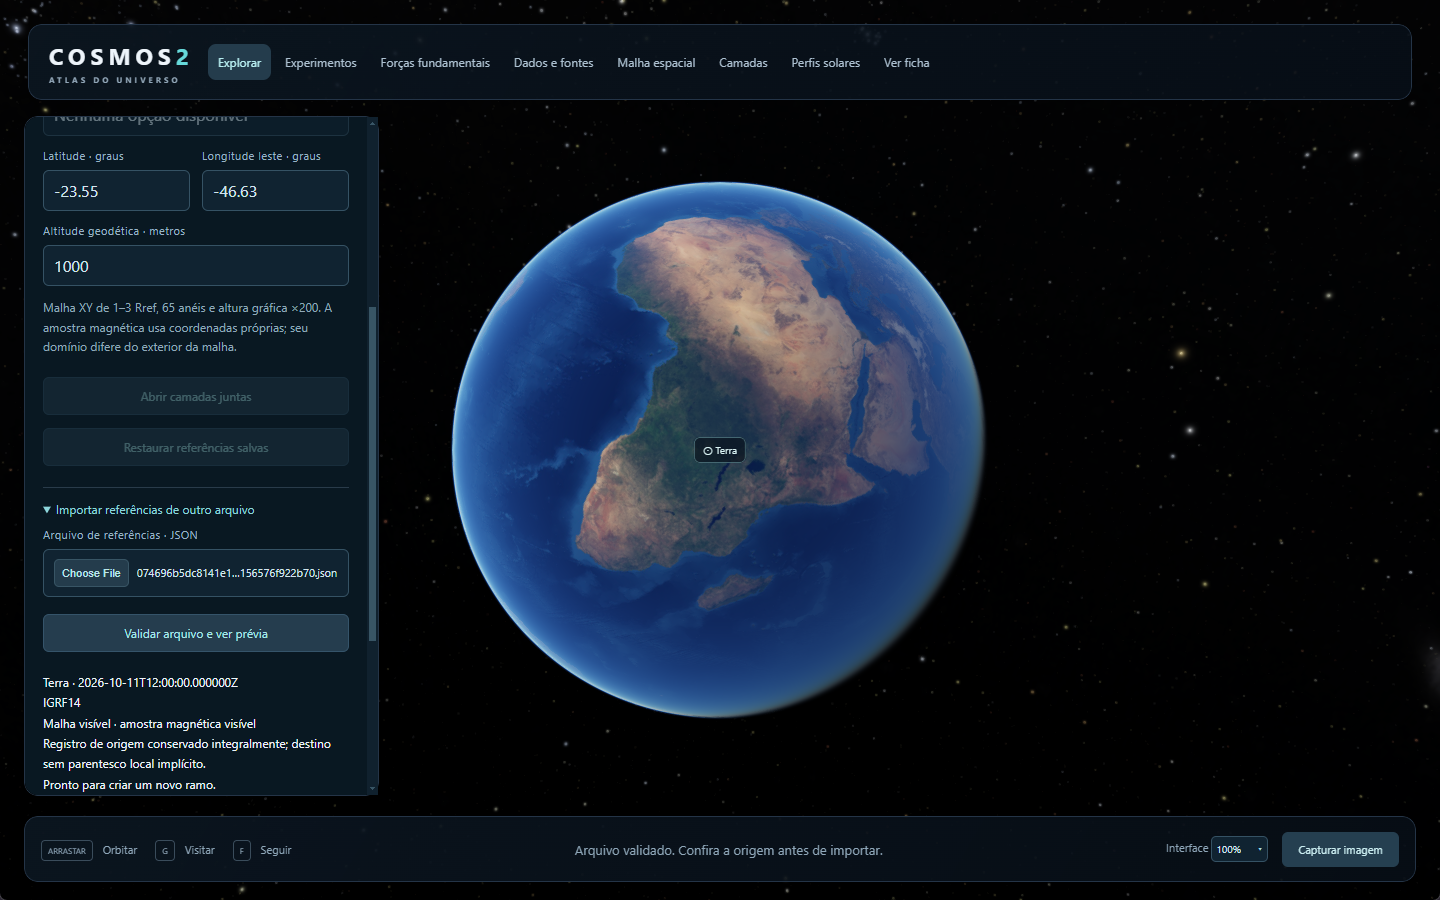 COSMOS2
ATLAS DO UNIVERSO
Explorar
Experimentos
Forças fundamentais
Dados e fontes
Malha espacial
Camadas
Perfis solares
Ver ficha
Nenhuma opção disponível
Latitude · graus
Longitude leste · graus
-23.55
-46.63
Altitude geodética · metros
1000
Malha XY de 1–3 Rref, 65 anéis e altura gráfica ×200. A
amostra magnética usa coordenadas próprias; seu
domínio difere do exterior da malha.
Abrir camadas juntas
Restaurar referências salvas
▼ Importar referências de outro arquivo
Arquivo de referências · JSON
Choose File 074696b5dc8141e1...156576f922b70.json
Validar arquivo e ver prévia
Terra · 2026-10-11T12:00:00.000000Z
IGRF14
Malha visível · amostra magnética visível
Registro de origem conservado integralmente; destino
sem parentesco local implícito.
Pronto para criar um novo ramo.
Terra
ARRASTAR Orbitar
G Visitar
F Seguir
Arquivo validado. Confira a origem antes de importar.
Interface 100%
Capturar imagem